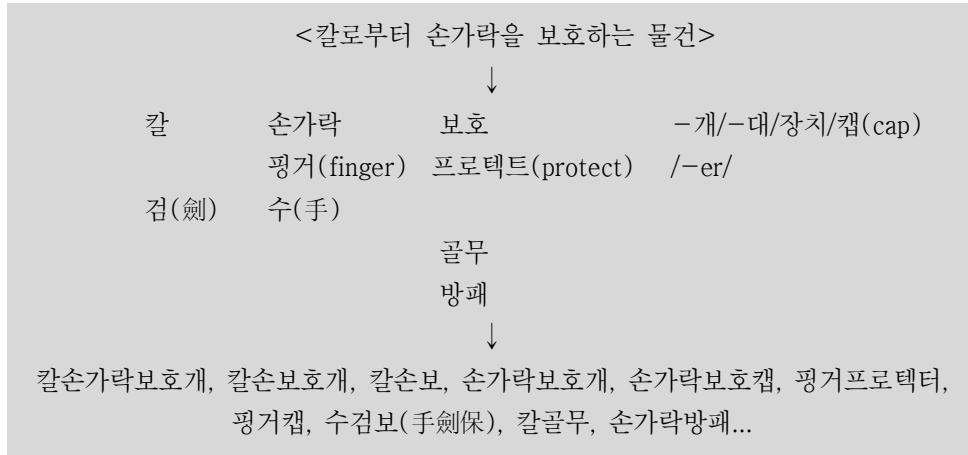 <칼로부터 손가락을 보호하는 물건>
↓
칼 손가락 보호 -개/-대/장치/캡(cap)
핑거(finger) 프로텍트(protect) /-er/
검(劍) 수(手)
골무
방패
↓
칼손가락보호개, 칼손보호개, 칼손보, 손가락보호개, 손가락보호캡, 핑거프로텍터,
핑거캡, 수검보(手劍保), 칼골무, 손가락방패...